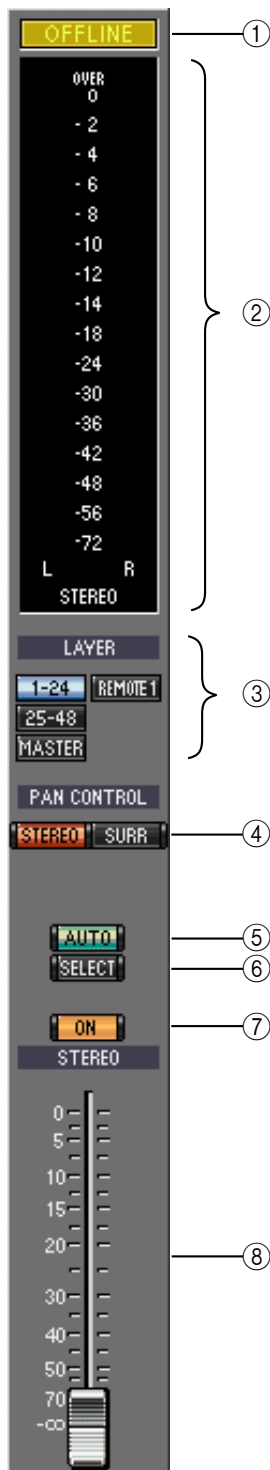 OFFLINE ①
OVER
0
- 2
- 4
- 6
- 8
-10
-12
-14
-18
-24
-30
-36
-42
-48
-56
-72
L R
STEREO
②
LAYER
1-24 REMOTE1
25-48
MASTER
③
PAN CONTROL
STEREO SURR ④
AUTO ⑤
SELECT ⑥
ON ⑦
STEREO
0
5
10
15
20
30
40
50
70
-∞
⑧